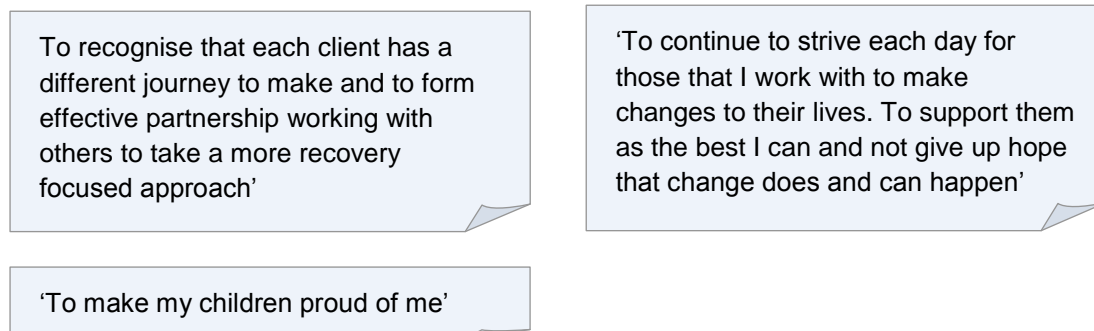 To recognise that each client has a
different journey to make and to form
effective partnership working with
others to take a more recovery
focused approach’
‘To continue to strive each day for
those that I work with to make
changes to their lives. To support them
as the best I can and not give up hope
that change does and can happen’
‘To make my children proud of me’